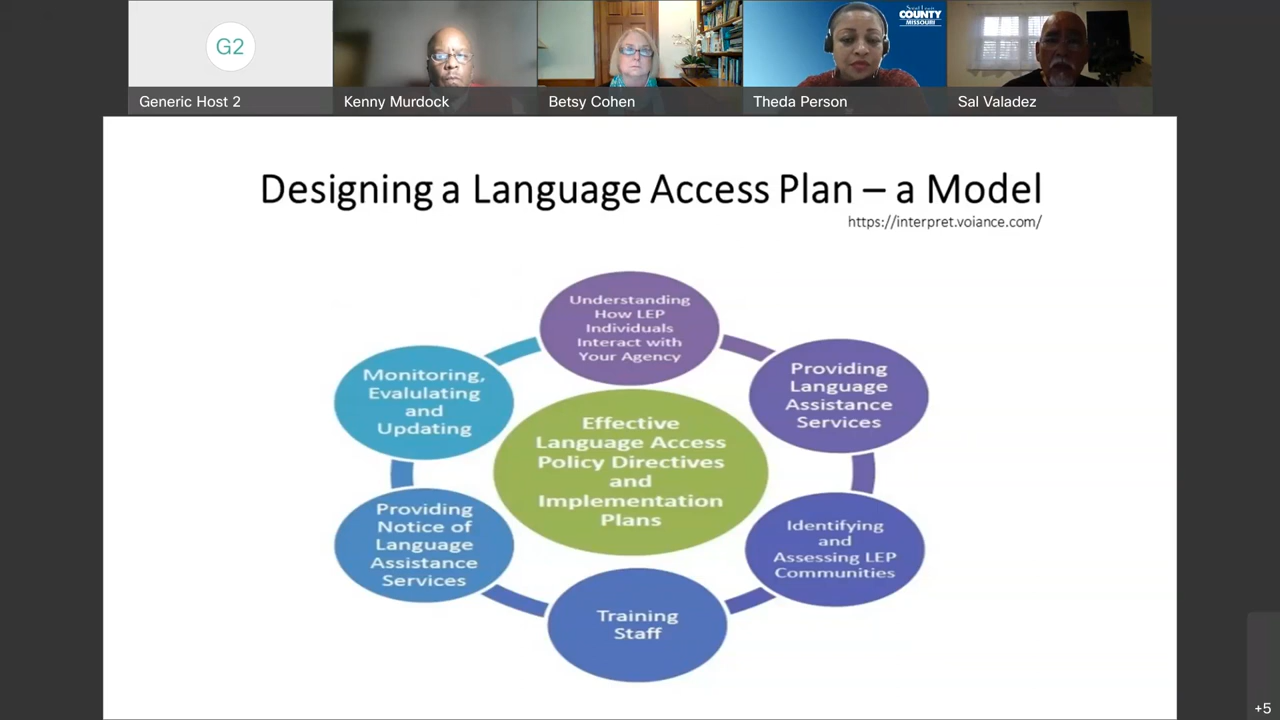 G2
Generic Host 2
Kenny Murdock
Betsy Cohen
Saint Louis
COUNTY
MISSOURI
Theda Person
Sal Valadez
Designing a Language Access Plan – a Model
https://interpret.voiance.com/
Understanding
How LEP
Individuals
Interact with
Your Agency
Providing
Language
Assistance
Services
Identifying
and
Assessing LEP
Communities
Training
Staff
Providing
Notice of
Language
Assistance
Services
Monitoring,
Evalulating
and
Updating
Effective
Language Access
Policy Directives
and
Implementation
Plans
+5